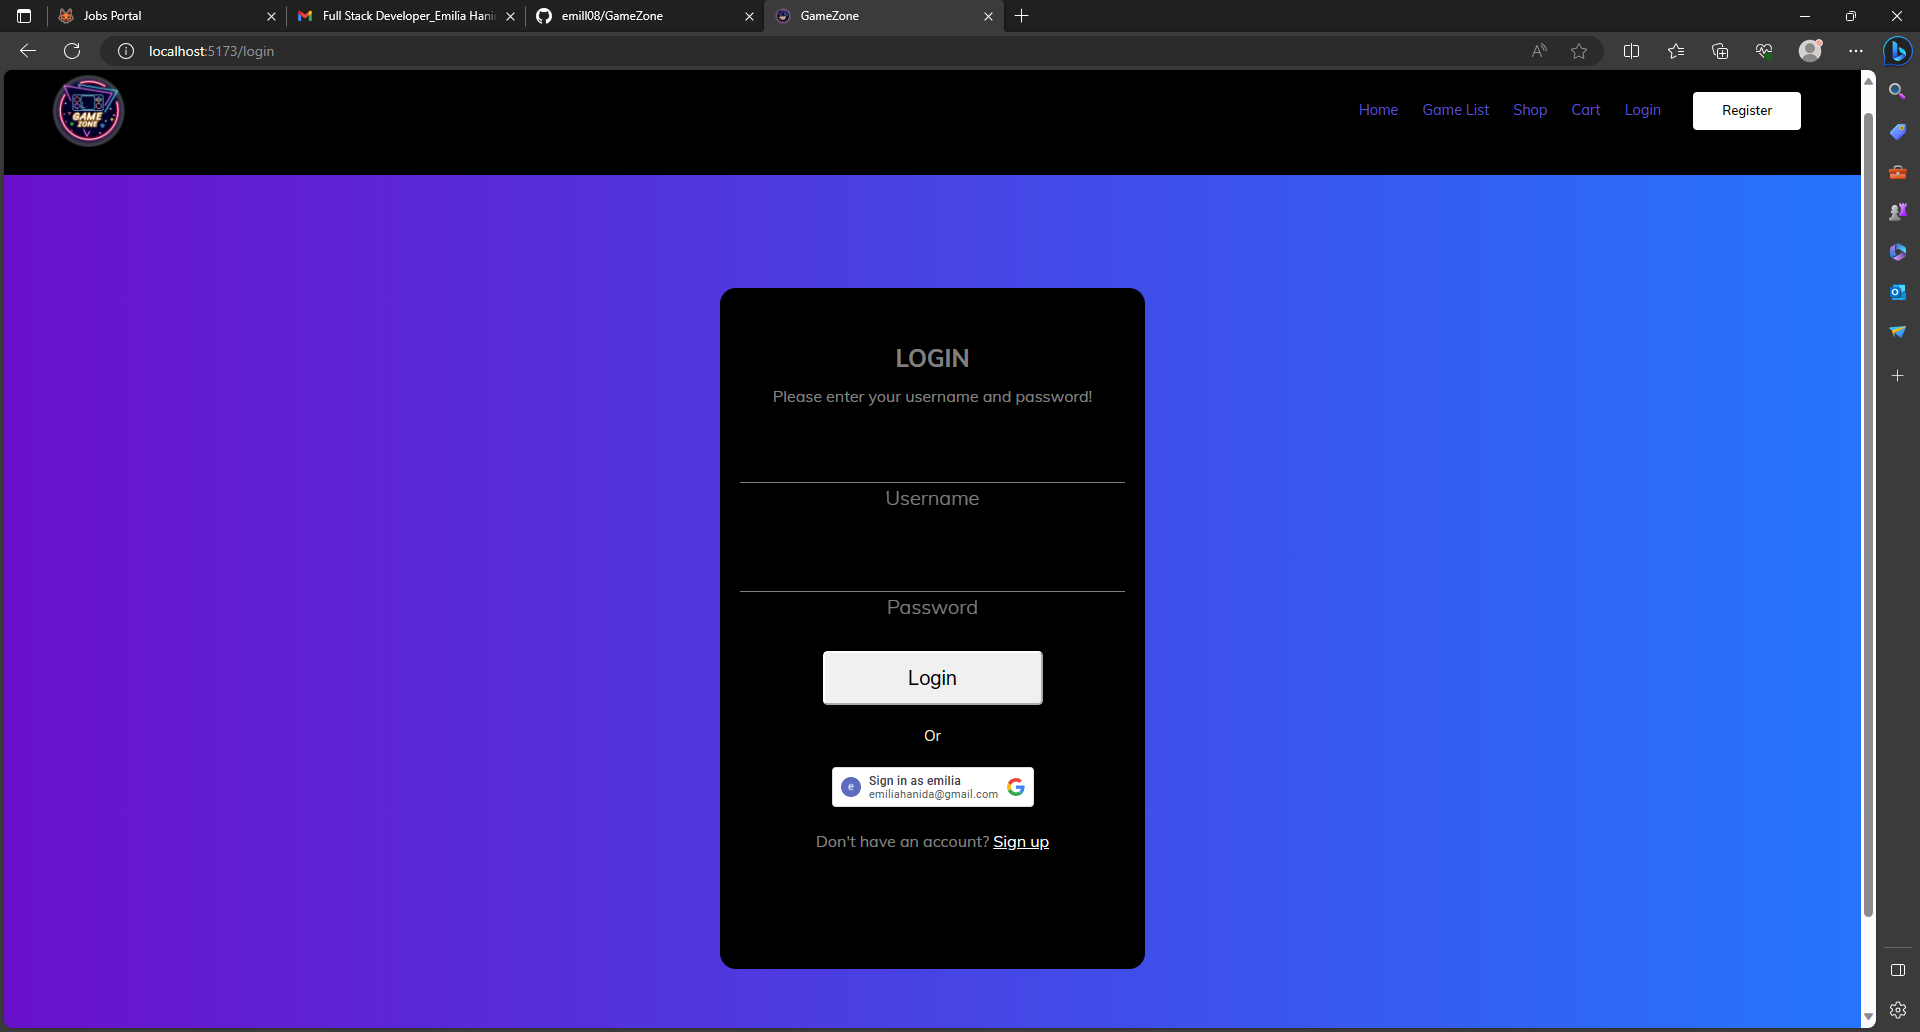 Jobs Portal
Full Stack Developer_Emilia Hani
emill08/GameZone
GameZone
localhost:5173/login
GAME
ZONE
Home
Game List
Shop
Cart
Login
Register
LOGIN
Please enter your username and password!
Username
Password
Login
Or
e
Sign in as emilia
emiliahanida@gmail.com
Don't have an account? Sign up